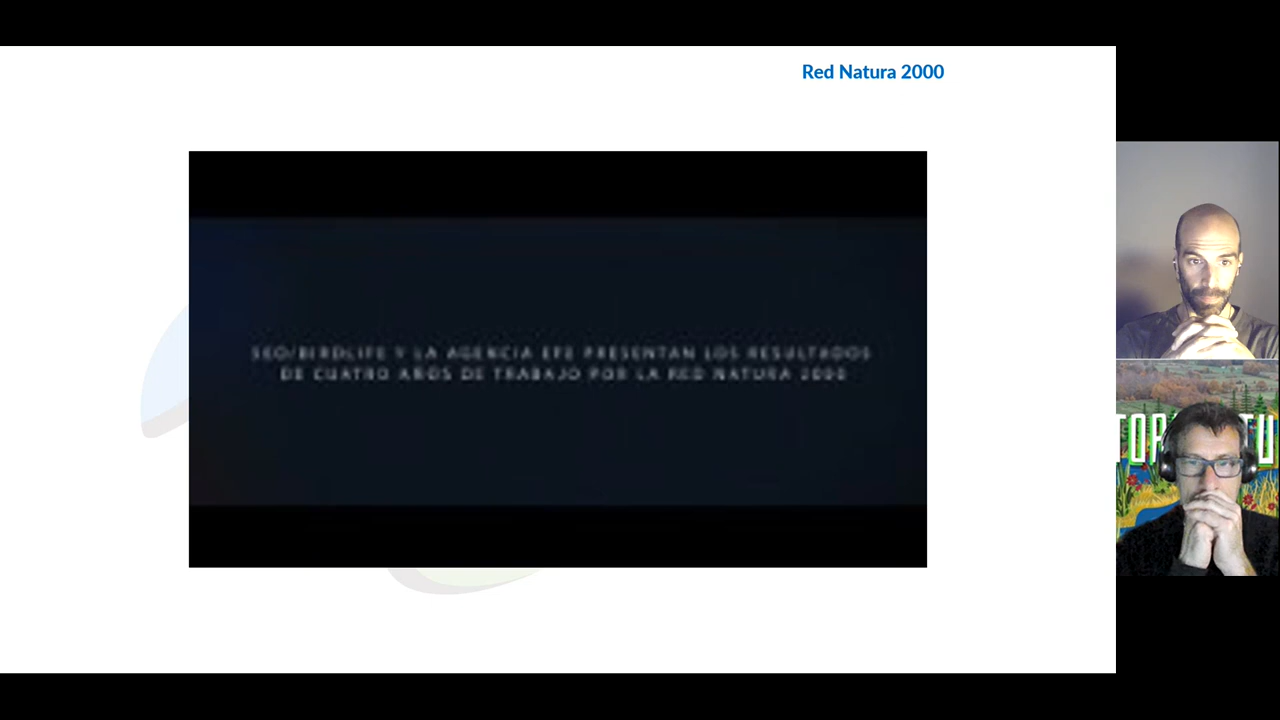 Red Natura 2000
SEO/BIRDLIFE Y LA AGENCIA EFE PRESENTAN LOS RESULTADOS
DE CUATRO AÑOS DE TRABAJO POR LA RED NATURA 2000